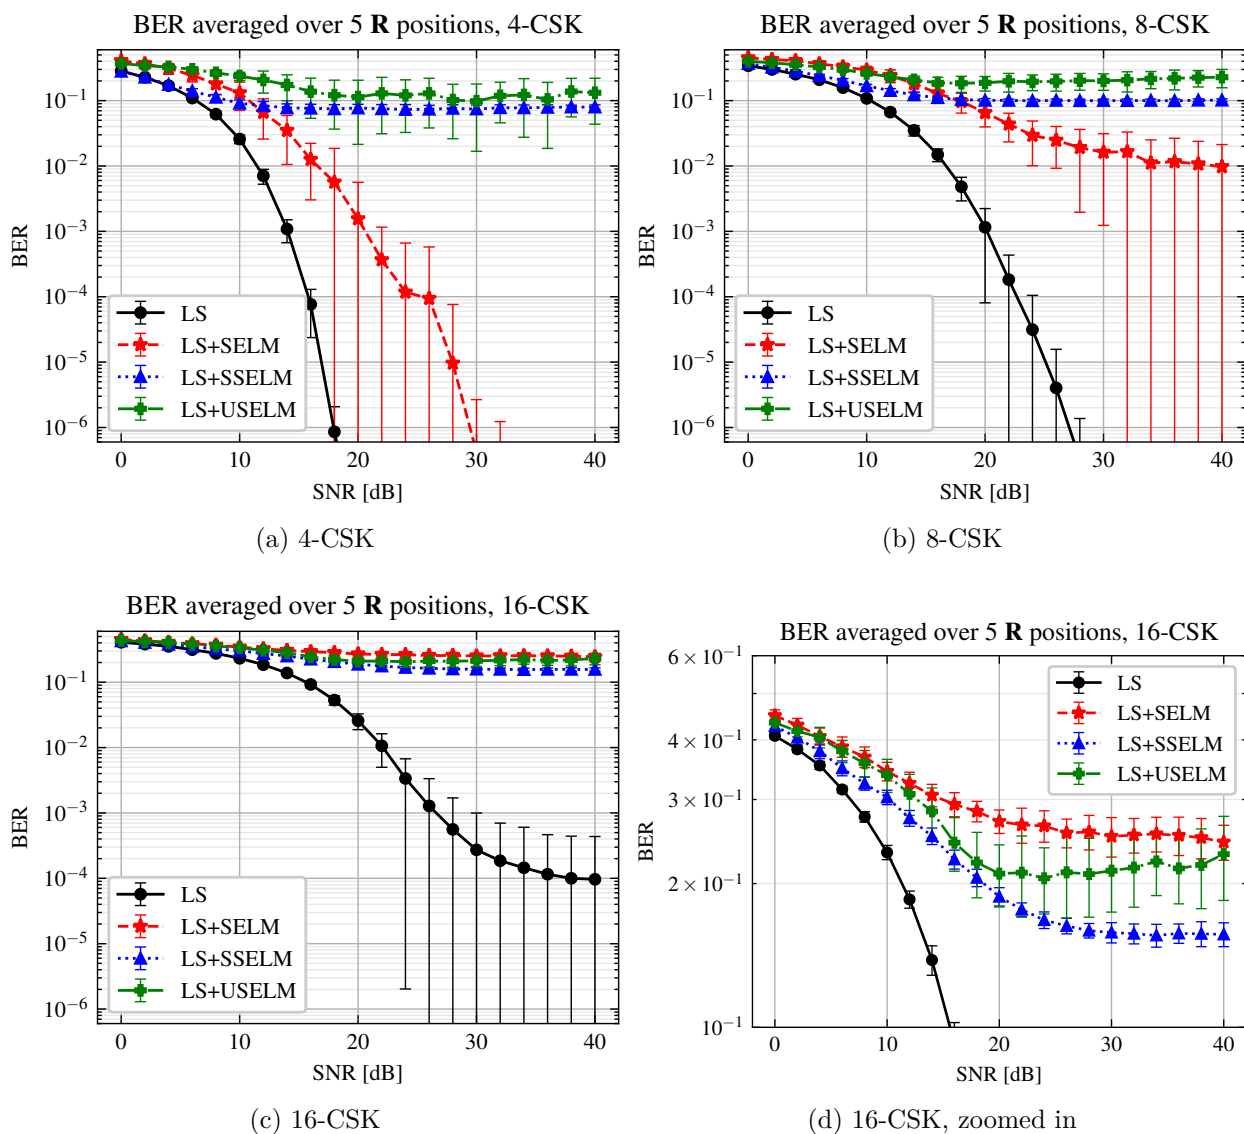 BER averaged over 5 R positions, 4-CSK
BER
10⁻¹
10⁻²
10⁻³
10⁻⁴
10⁻⁵
10⁻⁶
LS
LS+SELM
LS+SSELM
LS+USELM
0 10 20 30 40
SNR [dB]
(a) 4-CSK
BER averaged over 5 R positions, 8-CSK
BER
10⁻¹
10⁻²
10⁻³
10⁻⁴
10⁻⁵
10⁻⁶
LS
LS+SELM
LS+SSELM
LS+USELM
0 10 20 30 40
SNR [dB]
(b) 8-CSK
BER averaged over 5 R positions, 16-CSK
BER
10⁻¹
10⁻²
10⁻³
10⁻⁴
10⁻⁵
10⁻⁶
LS
LS+SELM
LS+SSELM
LS+USELM
0 10 20 30 40
SNR [dB]
(c) 16-CSK
BER averaged over 5 R positions, 16-CSK
BER
6 × 10⁻¹
4 × 10⁻¹
3 × 10⁻¹
2 × 10⁻¹
10⁻¹
LS
LS+SELM
LS+SSELM
LS+USELM
0 10 20 30 40
SNR [dB]
(d) 16-CSK, zoomed in